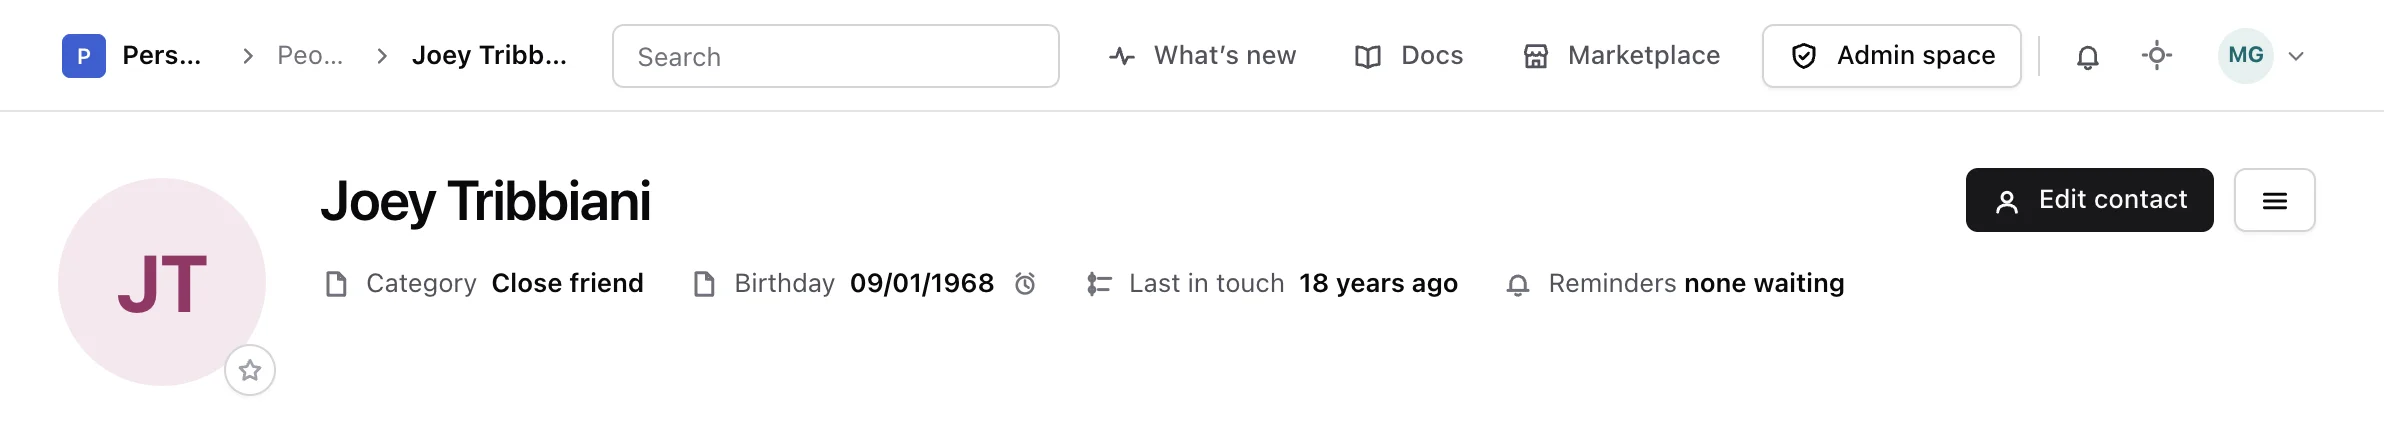 P Pers... > Peo... > Joey Tribb... Search What's new Docs Marketplace Admin space MG
Joey Tribbiani Edit contact
JT
Category Close friend Birthday 09/01/1968 Last in touch 18 years ago Reminders none waiting